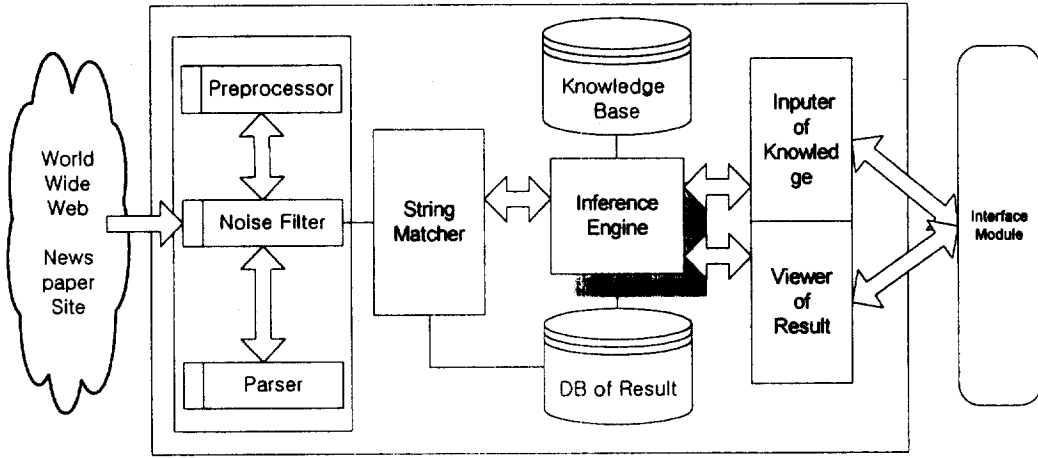 World
Wide
Web
News
paper
Site
Preprocessor
Noise Filter
Parser
String
Matcher
Knowledge
Base
Inference
Engine
DB of Result
Inputer
of
Knowled
ge
Viewer
of
Result
Interface
Module